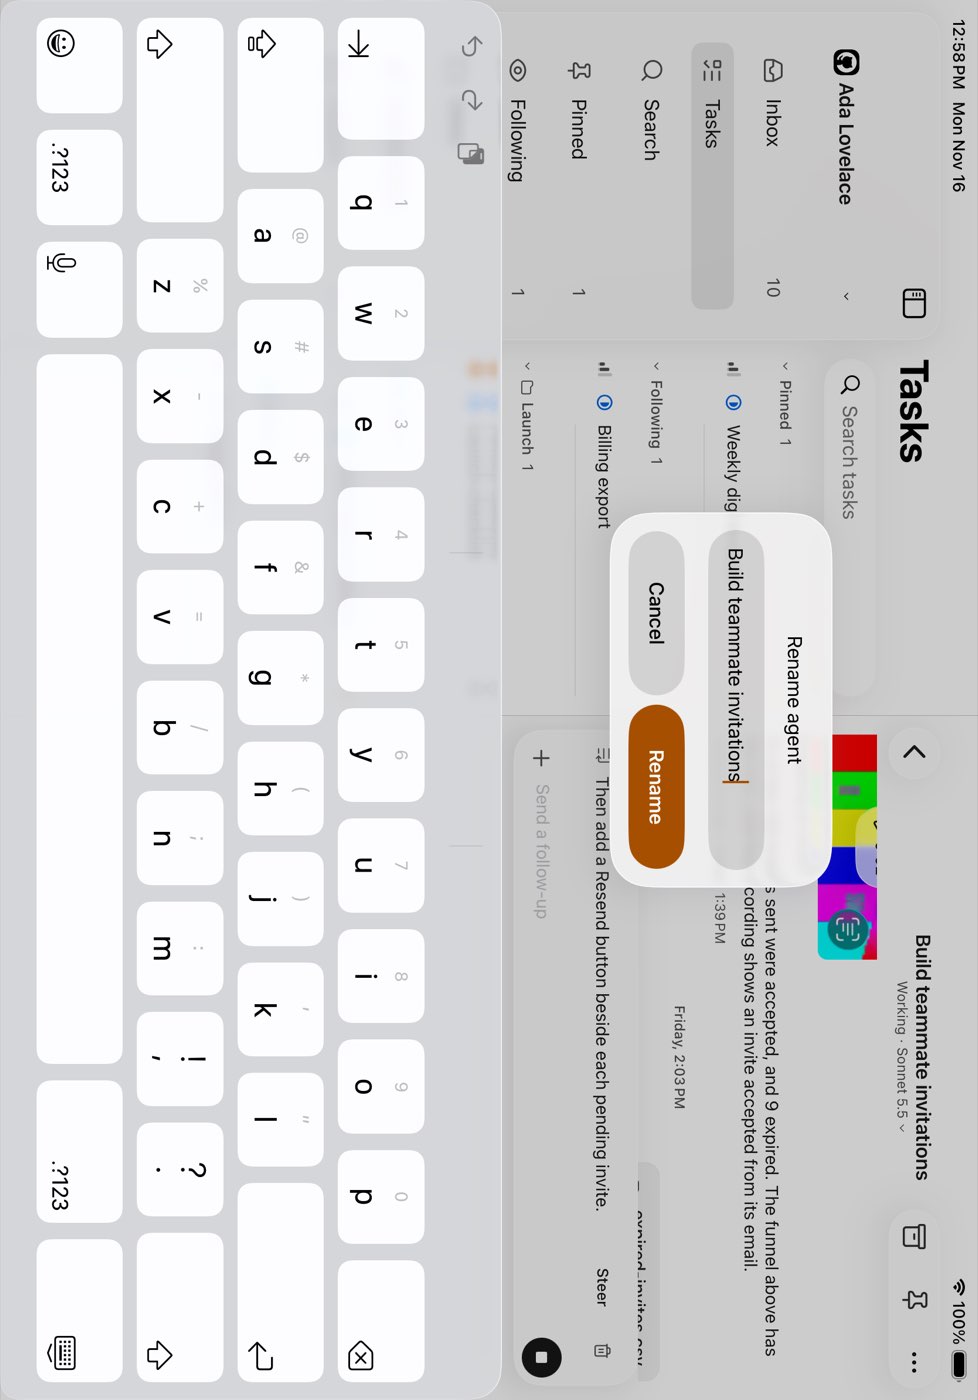 12:58 PM Mon Nov 16
100%
Ada Lovelace
Inbox 10
Tasks
Search
Pinned 1
Following 1
Tasks
Search tasks
Pinned 1
Weekly dig
Following 1
Billing export
Launch 1
Build teammate invitations
Working · Sonnet 5.5
s sent were accepted, and 9 expired. The funnel above has
cording shows an invite accepted from its email.
1:39 PM
Friday, 2:03 PM
expired-invites.csv
Then add a Resend button beside each pending invite. Steer
Send a follow-up
Rename agent
Build teammate invitations
Cancel Rename
1 2 3 4 5 6 7 8 9 0
q w e r t y u i o p
@ # $ & * ( ) ' "
a s d f g h j k l
% - + = / ; : ! ?
z x c v b n m , .
.?123 .?123